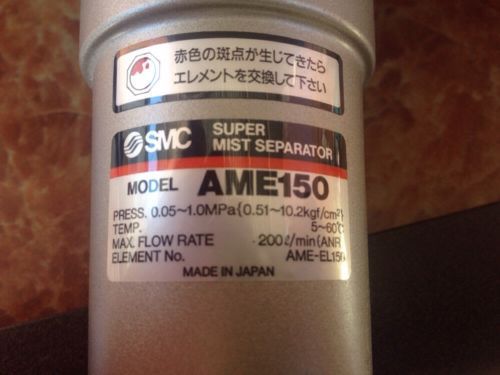 赤色の斑点が生じてきたら
エレメントを交換して下さい
SMC SUPER
MIST SEPARATOR
MODEL AME150
PRESS. 0.05~1.0MPa{0.51~10.2kgf/cm²}
TEMP. 5~60℃
MAX. FLOW RATE 200ℓ/min(ANR
ELEMENT No. AME-EL150
MADE IN JAPAN